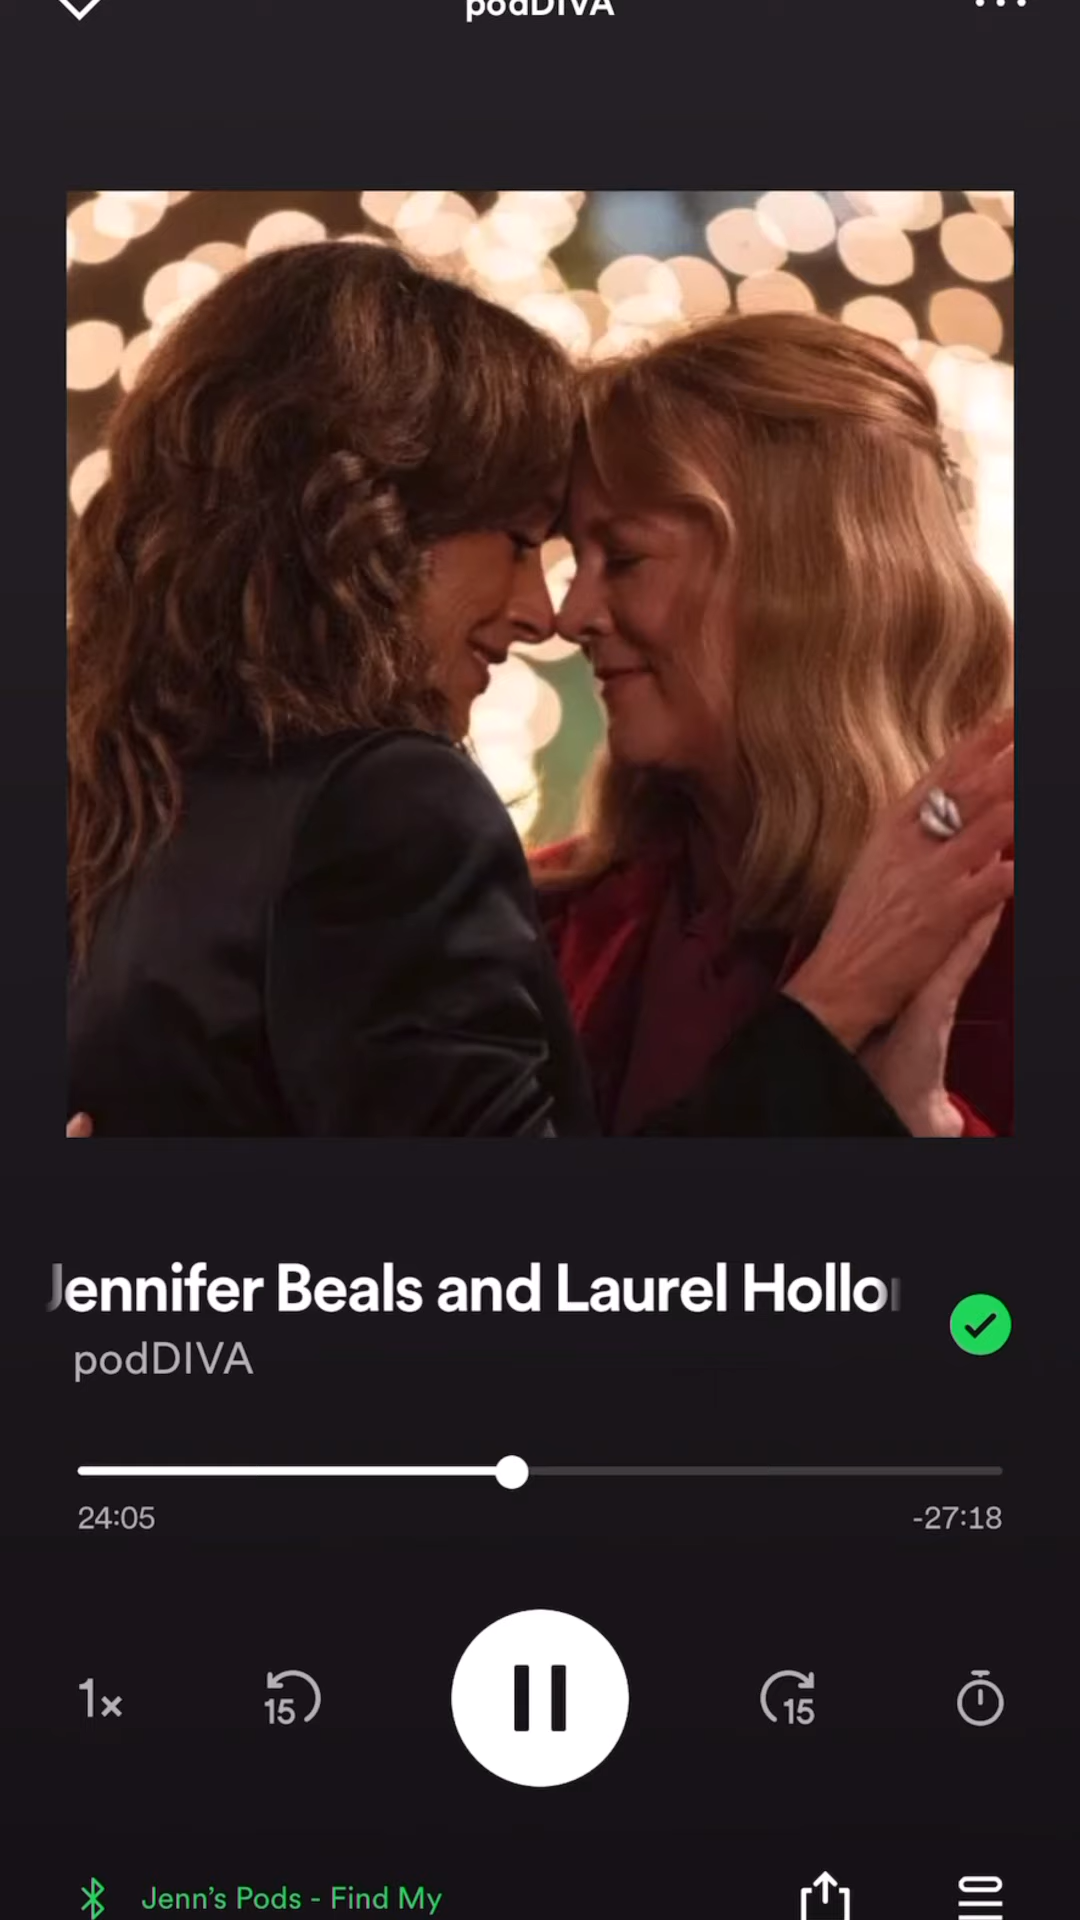 podDIVA
Jennifer Beals and Laurel Hollo
podDIVA
24:05
-27:18
1x
15
15
Jenn’s Pods - Find My